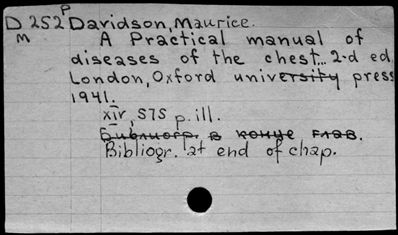 P
D 252 Davidson, Maurice.
M A Practical manual of
diseases of the chest... 2-d ed
London, Oxford university press
1941.
xiv, 575 p. ill.
Библиогр. в конце глав.
Bibliogr. at end of chap.